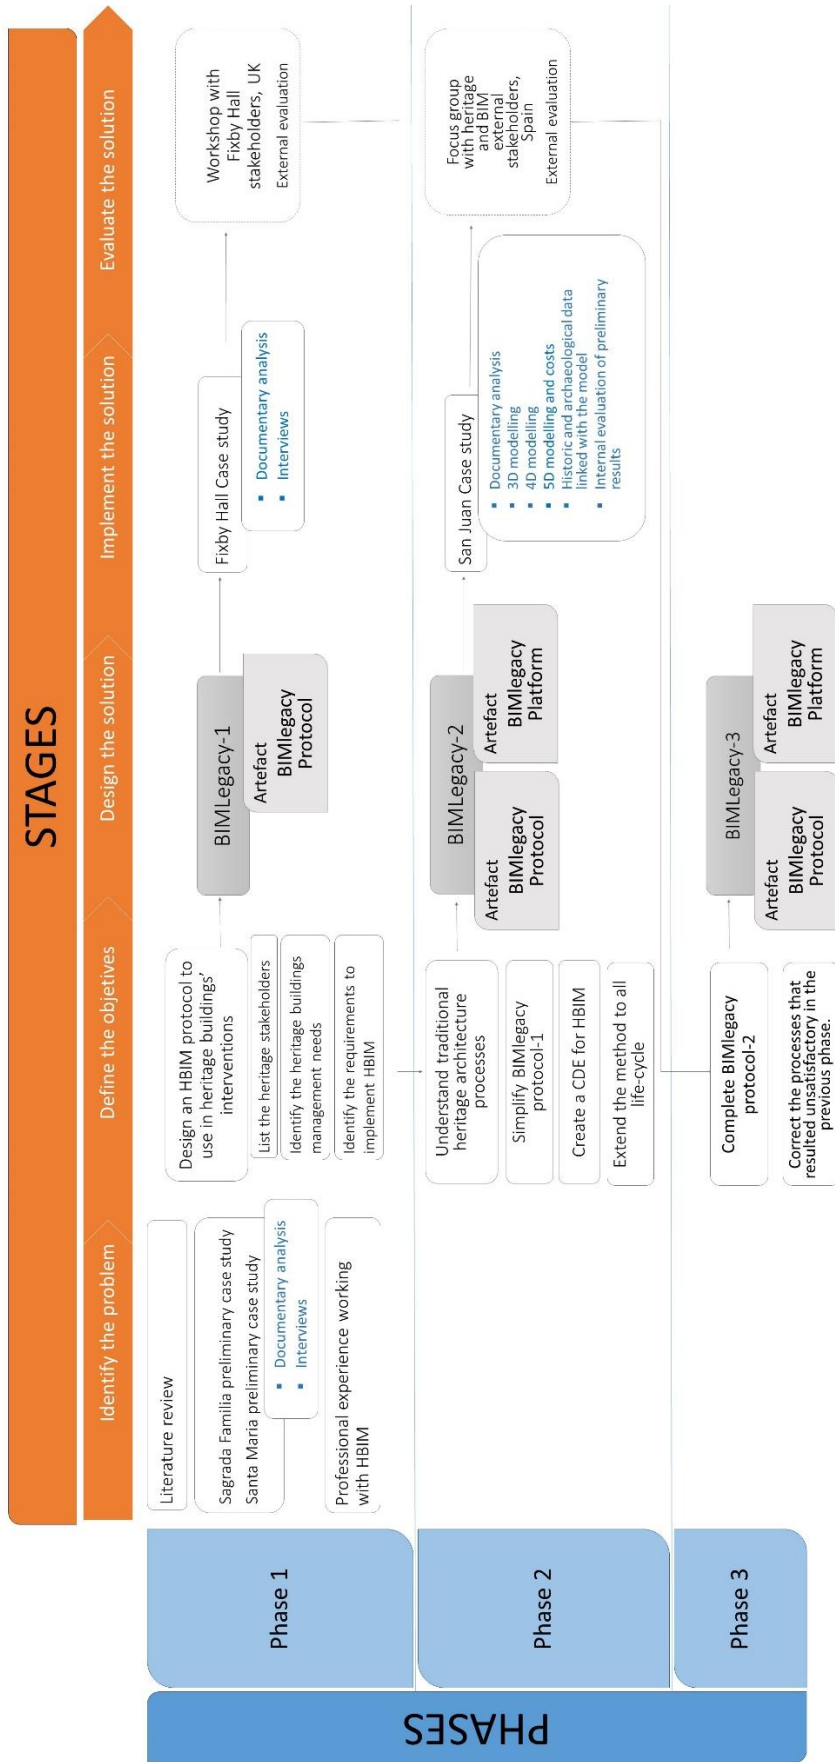 STAGES
Identify the problem
Define the objetives
Design the solution
Implement the solution
Evaluate the solution
PHASES
Phase 1
Literature review
Sagrada Familia preliminary case study
Santa Maria preliminary case study
▪ Documentary analysis
▪ Interviews
Professional experience working
with HBIM
Design an HBIM protocol to
use in heritage buildings’
interventions
List the heritage stakeholders
Identify the heritage buildings
management needs
Identify the requirements to
implement HBIM
BIMLegacy-1
Artefact
BIMlegacy
Protocol
Fixby Hall Case study
▪ Documentary analysis
▪ Interviews
Workshop with
Fixby Hall
stakeholders, UK
External evaluation
Phase 2
Understand traditional
heritage architecture
processes
Simplify BIMlegacy
protocol-1
Create a CDE for HBIM
Extend the method to all
life-cycle
BIMLegacy-2
Artefact
BIMlegacy
Protocol
Artefact
BIMlegacy
Platform
San Juan Case study
▪ Documentary analysis
▪ 3D modelling
▪ 4D modelling
▪ 5D modelling and costs
▪ Historic and archaeological data
linked with the model
▪ Internal evaluation of preliminary
results
Focus group
with heritage
and BIM
external
stakeholders,
Spain
External evaluation
Phase 3
Complete BIMlegacy
protocol-2
Correct the processes that
resulted unsatisfactory in the
previous phase.
BIMLegacy-3
Artefact
BIMlegacy
Protocol
Artefact
BIMlegacy
Platform